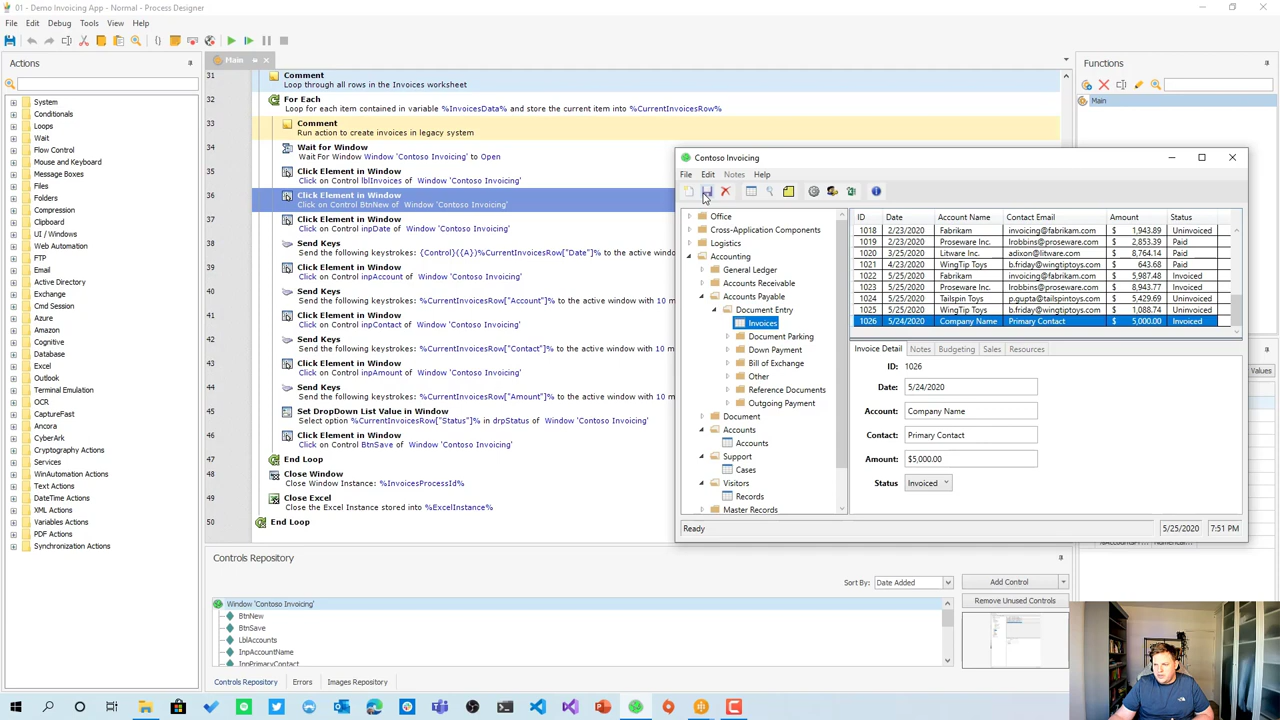 01 - Demo Invoicing App - Normal - Process Designer
File Edit Debug Tools View Help
Actions
System
Conditionals
Loops
Wait
Flow Control
Mouse and Keyboard
Message Boxes
Files
Folders
Compression
Clipboard
UI / Windows
Web Automation
FTP
Email
Active Directory
Exchange
Cmd Session
Azure
Amazon
Cognitive
Database
Excel
Outlook
Terminal Emulation
OCR
CaptureFast
Ancora
CyberArk
Services
WinAutomation Actions
Text Actions
DateTime Actions
XML Actions
Variables Actions
PDF Actions
Synchronization Actions
Main
31 Comment
Loop through all rows in the Invoices worksheet
32 For Each
Loop for each item contained in variable %InvoicesData% and store the current item into %CurrentInvoicesRow%
33 Comment
Run action to create invoices in legacy system
34 Wait for Window
Wait For Window Window 'Contoso Invoicing' to Open
35 Click Element in Window
Click on Control lblInvoices of Window 'Contoso Invoicing'
36 Click Element in Window
Click on Control BtnNew of Window 'Contoso Invoicing'
37 Click Element in Window
Click on Control inpDate of Window 'Contoso Invoicing'
38 Send Keys
Send the following keystrokes: {Control}({A})%CurrentInvoicesRow["Date"]% to the active window
39 Click Element in Window
Click on Control inpAccount of Window 'Contoso Invoicing'
40 Send Keys
Send the following keystrokes: %CurrentInvoicesRow["Account"]% to the active window with 10 m
41 Click Element in Window
Click on Control inpContact of Window 'Contoso Invoicing'
42 Send Keys
Send the following keystrokes: %CurrentInvoicesRow["Contact"]% to the active window with 10 m
43 Click Element in Window
Click on Control inpAmount of Window 'Contoso Invoicing'
44 Send Keys
Send the following keystrokes: %CurrentInvoicesRow["Amount"]% to the active window with 10 m
45 Set DropDown List Value in Window
Select option %CurrentInvoicesRow["Status"]% in drpStatus of Window 'Contoso Invoicing'
46 Click Element in Window
Click on Control BtnSave of Window 'Contoso Invoicing'
47 End Loop
48 Close Window
Close Window Instance: %InvoicesProcessId%
49 Close Excel
Close the Excel Instance stored into %ExcelInstance%
50 End Loop
Functions
Main
Values
Contoso Invoicing
File Edit Notes Help
Office
Cross-Application Components
Logistics
Accounting
General Ledger
Accounts Receivable
Accounts Payable
Document Entry
Invoices
Document Parking
Down Payment
Bill of Exchange
Other
Reference Documents
Outgoing Payment
Document
Accounts
Accounts
Support
Cases
Visitors
Records
Master Records
ID Date Account Name Contact Email Amount Status
1018 2/23/2020 Fabrikam invoicing@fabrikam.com 1,943.89 Uninvoiced
1019 2/23/2020 Proseware Inc. lrobbins@proseware.com $ 2,853.39 Paid
1020 3/23/2020 Litware Inc. adixon@litware.com $ 8,764.14 Paid
1021 4/23/2020 WingTip Toys b.friday@wingtiptoys.com $ 643.68 Paid
1022 5/25/2020 Fabrikam invoicing@fabrikam.com $ 5,987.48 Invoiced
1023 5/25/2020 Proseware Inc. lrobbins@proseware.com $ 8,943.77 Invoiced
1024 5/25/2020 Tailspin Toys p.gupta@tailspintoys.com $ 5,429.69 Uninvoiced
1025 5/25/2020 WingTip Toys b.friday@wingtiptoys.com $ 1,088.74 Uninvoiced
1026 5/24/2020 Company Name Primary Contact $ 5,000.00 Invoiced
Invoice Detail Notes Budgeting Sales Resources
ID: 1026
Date: 5/24/2020
Account: Company Name
Contact: Primary Contact
Amount: $5,000.00
Status Invoiced
Ready 5/25/2020 7:51 PM
Controls Repository
Sort By: Date Added
Add Control
Remove Unused Controls
Window 'Contoso Invoicing'
BtnNew
BtnSave
LblAccounts
InpAccountName
InpPrimaryContact
Controls Repository Errors Images Repository